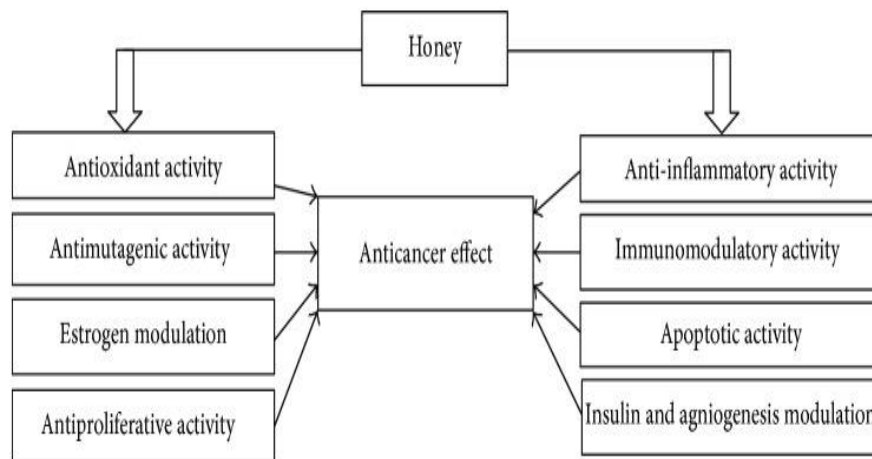 Honey
Antioxidant activity
Antimutagenic activity
Estrogen modulation
Antiproliferative activity
Anticancer effect
Anti-inflammatory activity
Immunomodulatory activity
Apoptotic activity
Insulin and agniogenesis modulation